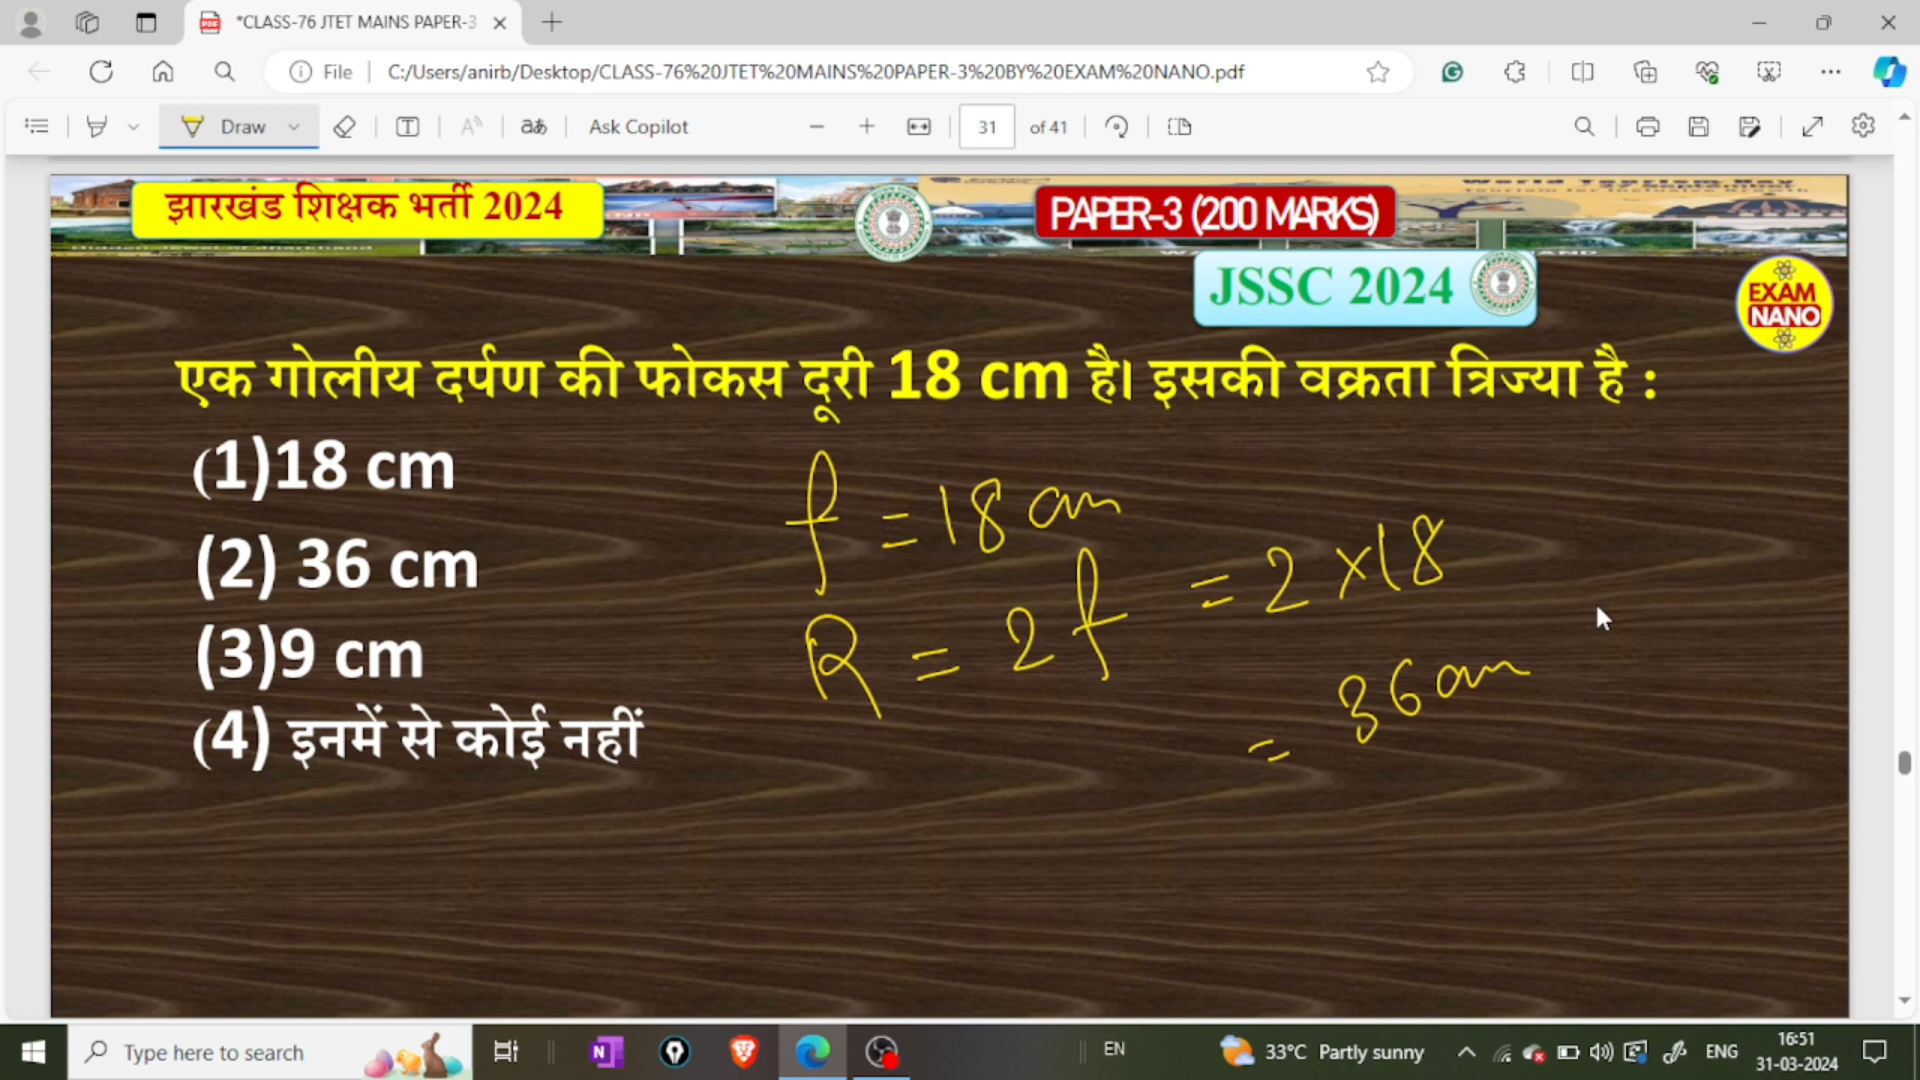 *CLASS-76 JTET MAINS PAPER-3
File C:/Users/anirb/Desktop/CLASS-76%20JTET%20MAINS%20PAPER-3%20BY%20EXAM%20NANO.pdf
Draw Ask Copilot 31 of 41
झारखंड शिक्षक भर्ती 2024
PAPER-3 (200 MARKS)
JSSC 2024
EXAM
NANO
एक गोलीय दर्पण की फोकस दूरी 18 cm है। इसकी वक्रता त्रिज्या है :
(1)18 cm
(2) 36 cm
(3)9 cm
(4) इनमें से कोई नहीं
f = 18 cm
R = 2f = 2×18
= 36 cm
Type here to search
EN
33°C Partly sunny
ENG
16:51
31-03-2024